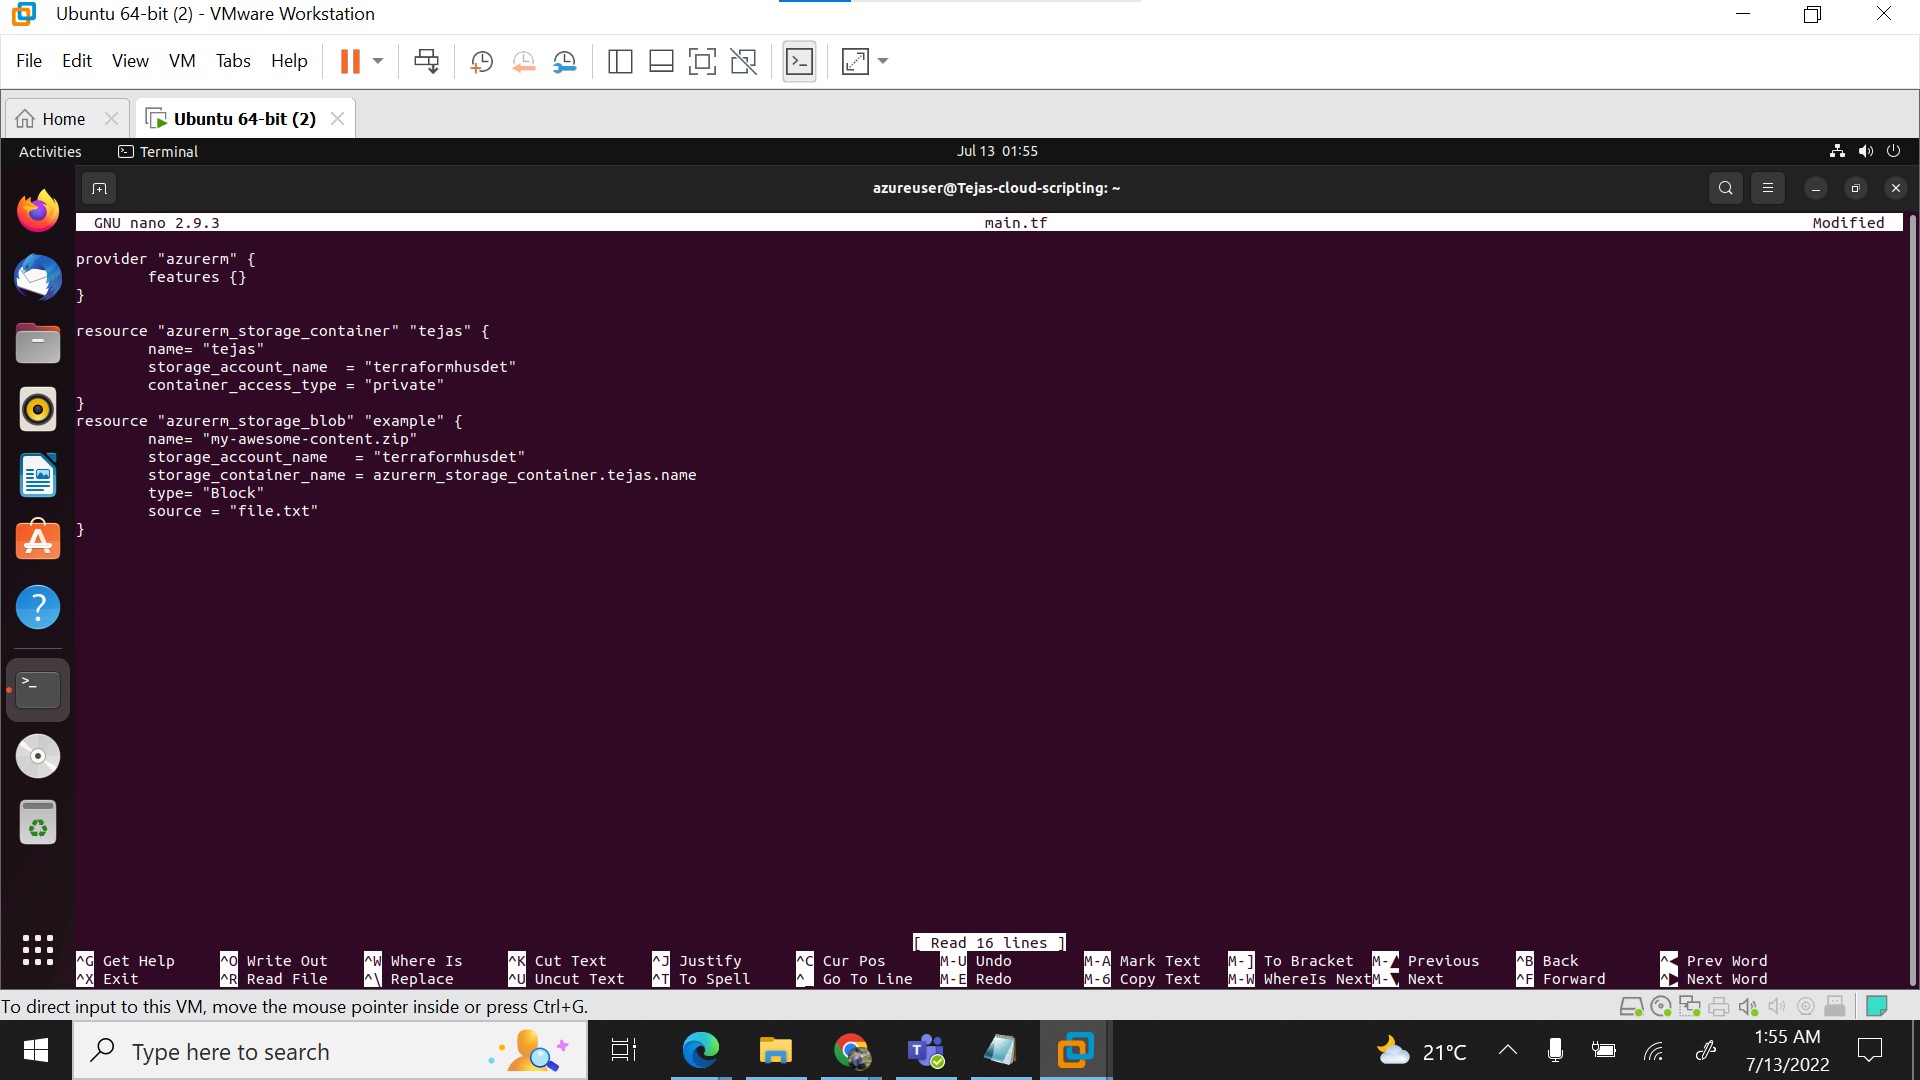 Ubuntu 64-bit (2) - VMware Workstation
File Edit View VM Tabs Help
Home Ubuntu 64-bit (2)
Activities Terminal Jul 13 01:55
azureuser@Tejas-cloud-scripting: ~
GNU nano 2.9.3 main.tf Modified
provider "azurerm" {
features {}
}
resource "azurerm_storage_container" "tejas" {
name= "tejas"
storage_account_name  = "terraformhusdet"
container_access_type = "private"
}
resource "azurerm_storage_blob" "example" {
name= "my-awesome-content.zip"
storage_account_name   = "terraformhusdet"
storage_container_name = azurerm_storage_container.tejas.name
type= "Block"
source = "file.txt"
}
[ Read 16 lines ]
^G Get Help ^O Write Out ^W Where Is ^K Cut Text ^J Justify ^C Cur Pos M-U Undo M-A Mark Text M-] To Bracket M-▲ Previous ^B Back ^◀ Prev Word
^X Exit ^R Read File ^\ Replace ^U Uncut Text ^T To Spell ^_ Go To Line M-E Redo M-6 Copy Text M-W WhereIs Next M-▼ Next ^F Forward ^▶ Next Word
To direct input to this VM, move the mouse pointer inside or press Ctrl+G.
Type here to search 21°C 1:55 AM
7/13/2022